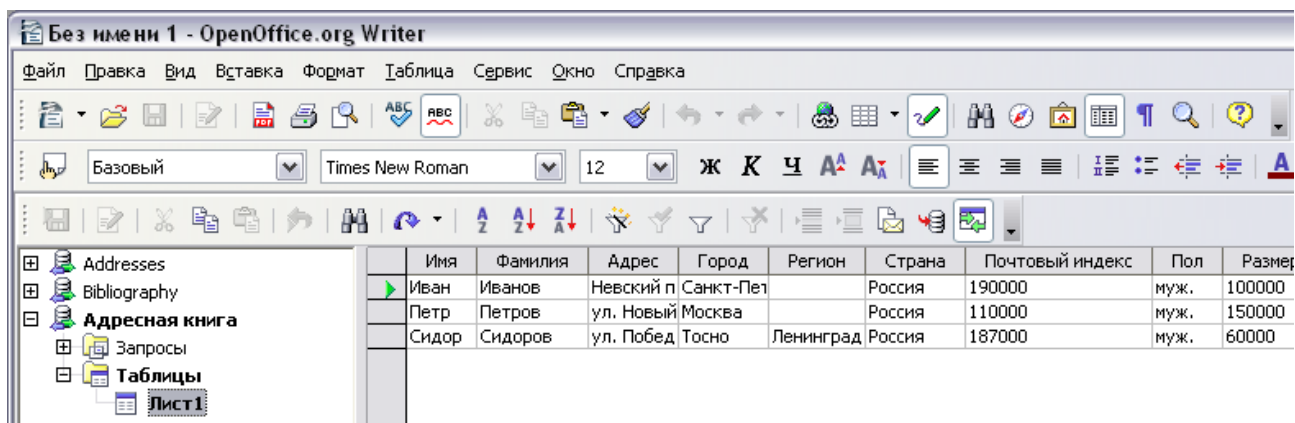 Без имени 1 - OpenOffice.org Writer
Файл Правка Вид Вставка Формат Таблица Сервис Окно Справка
ABC ABC
Базовый Times New Roman 12 Ж К Ч A A A
Имя Фамилия Адрес Город Регион Страна Почтовый индекс Пол Размер
Addresses
Иван Иванов Невский п Санкт-Пет Россия 190000 муж. 100000
Bibliography
Петр Петров ул. Новый Москва Россия 110000 муж. 150000
Адресная книга
Сидор Сидоров ул. Побед Тосно Ленинград Россия 187000 муж. 60000
Запросы
Таблицы
Лист1